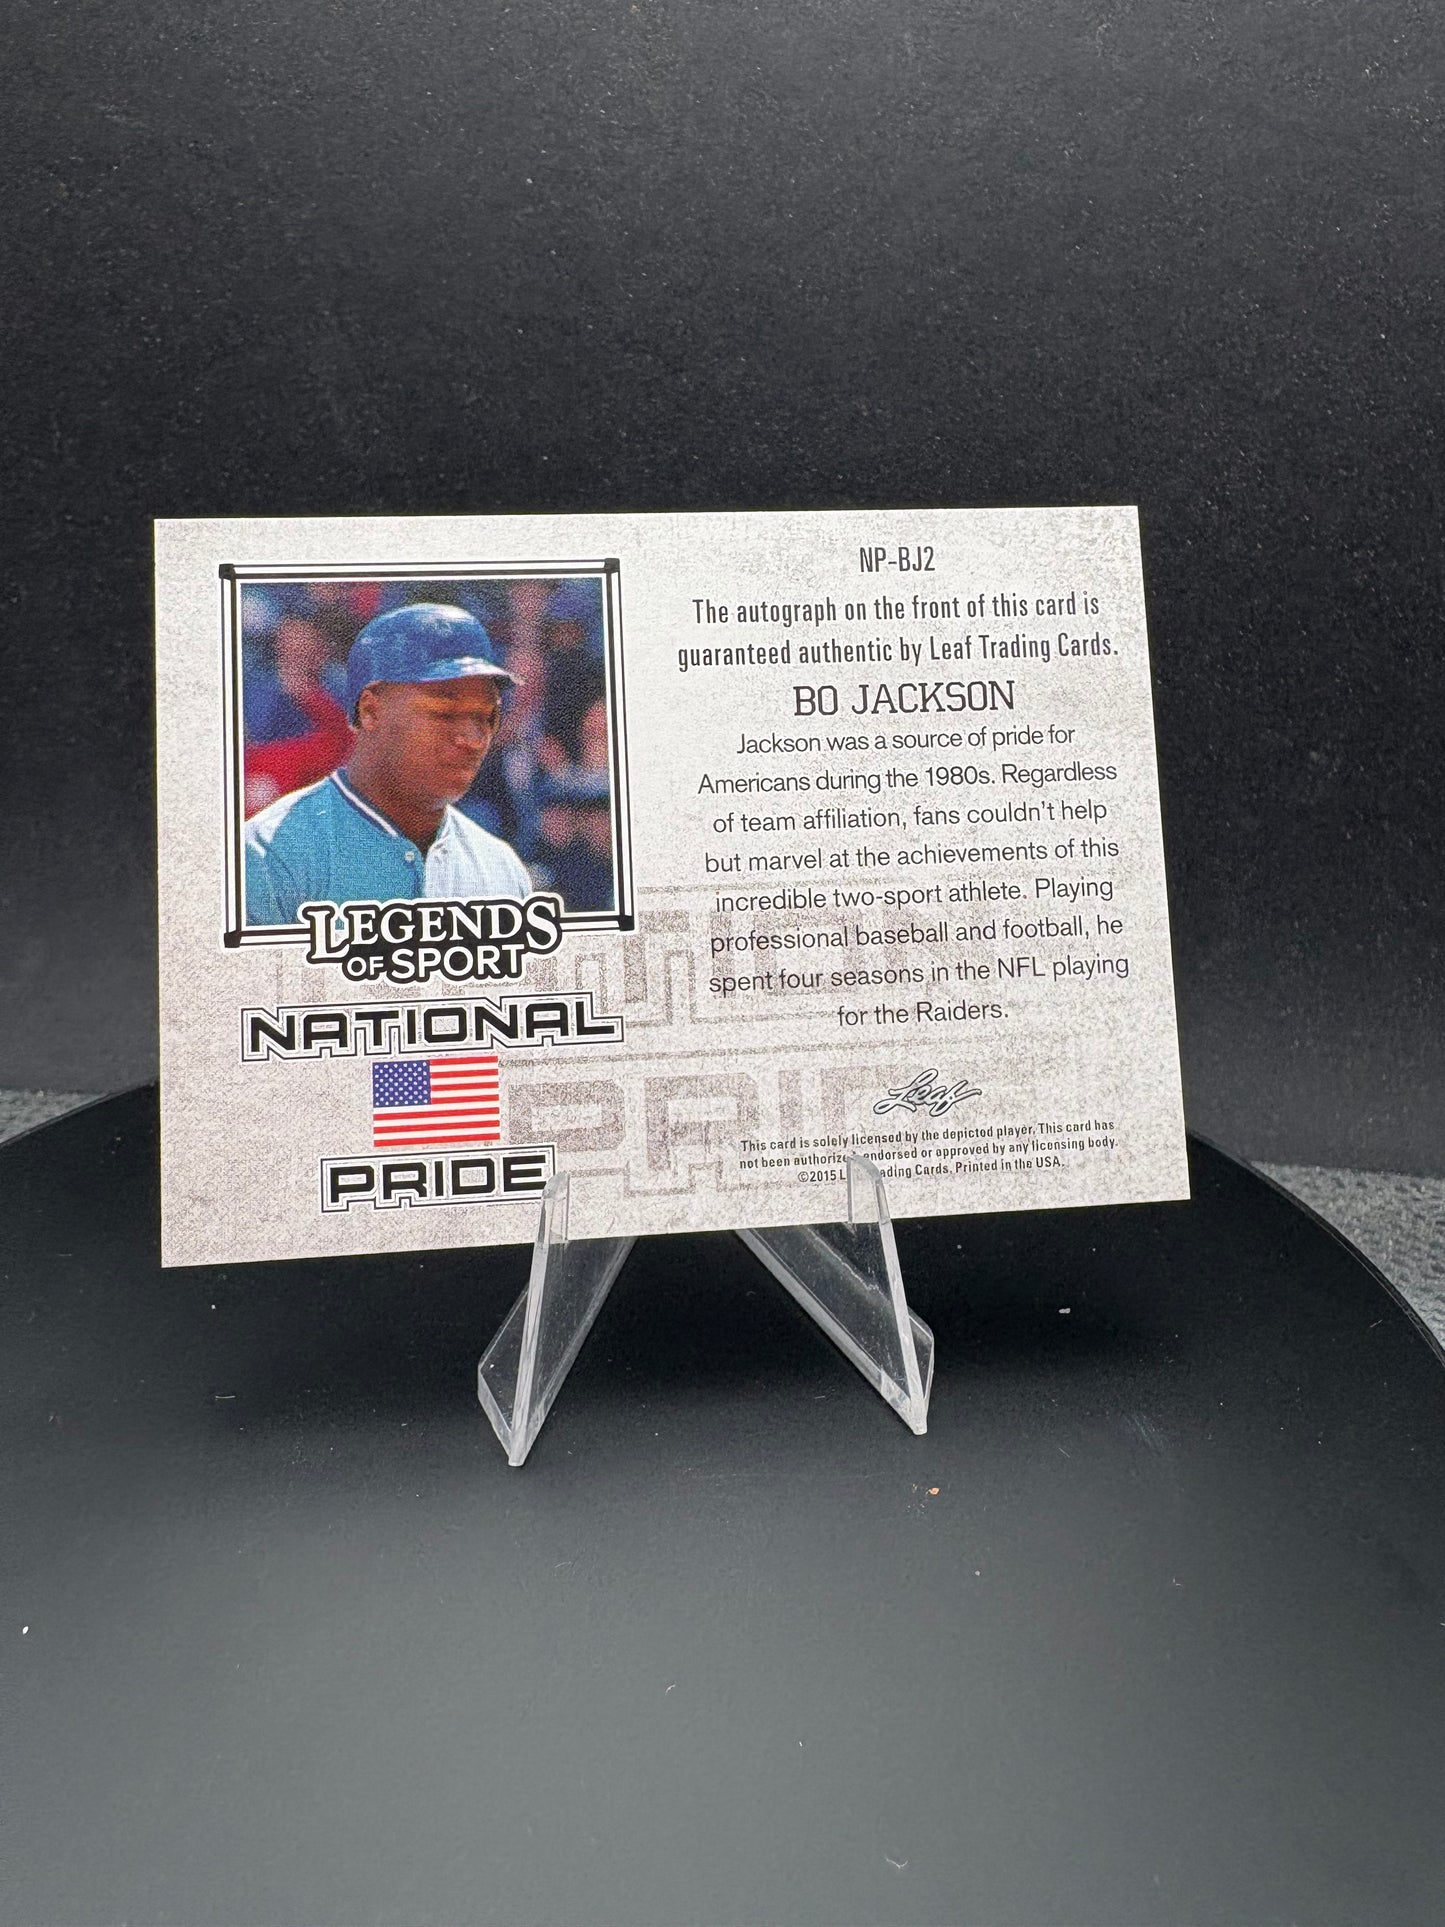 LEGENDS
OF SPORT
NATIONAL
PRIDE
NP-BJ2
The autograph on the front of this card is
guaranteed authentic by Leaf Trading Cards.
BO JACKSON
Jackson was a source of pride for
Americans during the 1980s. Regardless
of team affiliation, fans couldn't help
but marvel at the achievements of this
incredible two-sport athlete. Playing
professional baseball and football, he
spent four seasons in the NFL playing
for the Raiders.
Leaf
This card is solely licensed by the depicted player. This card has
not been endorsed or approved by any licensing body.
©2015 Cards. Printed in the USA.
NATIONAL
PRIDE